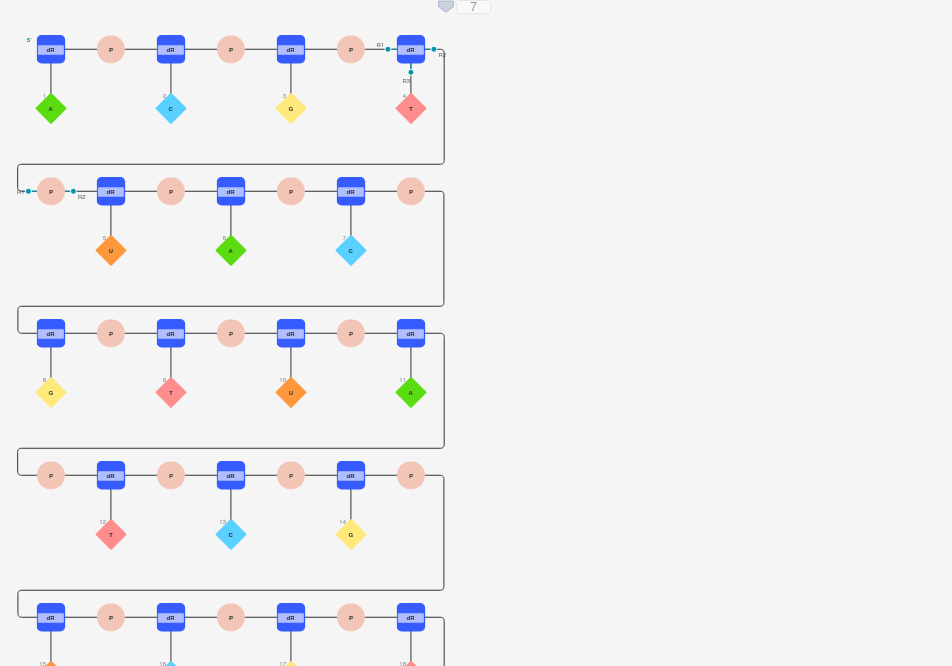 7
5' dR P dR P dR P R1 dR R2
R3
1 2 3 4
A C G T
R1 P R2 dR P dR P dR P
5 6 7
U A C
dR P dR P dR P dR
8 9 10 11
G T U A
P dR P dR P dR P
12 13 14
T C G
dR P dR P dR P dR
15 16 17 18